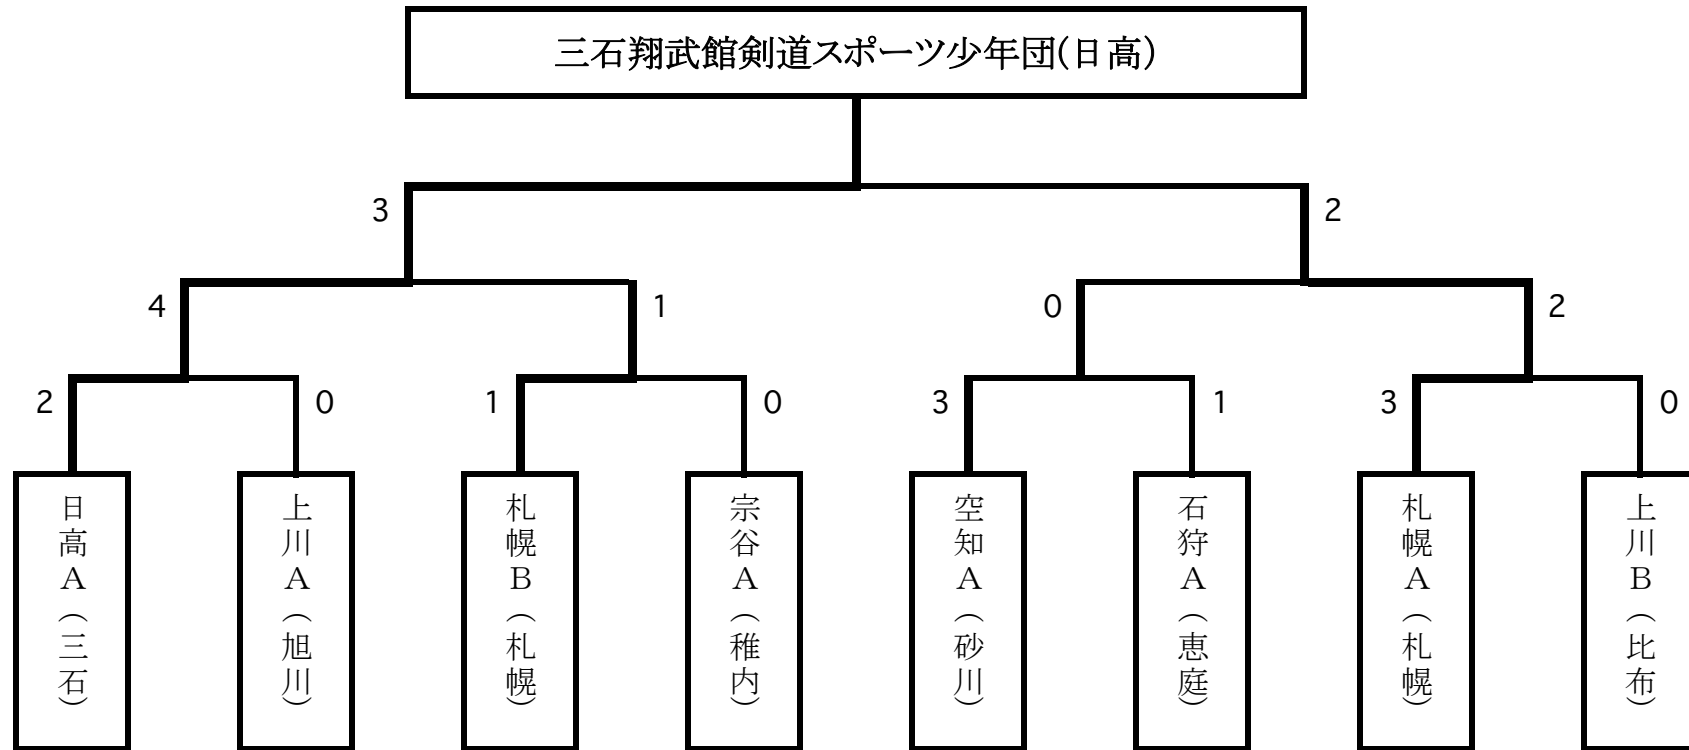 三石翔武館剣道スポーツ少年団(日高)
3
2
4
1
0
2
2
0
1
0
3
1
3
0
日高A(三石)
上川A(旭川)
札幌B(札幌)
宗谷A(稚内)
空知A(砂川)
石狩A(恵庭)
札幌A(札幌)
上川B(比布)